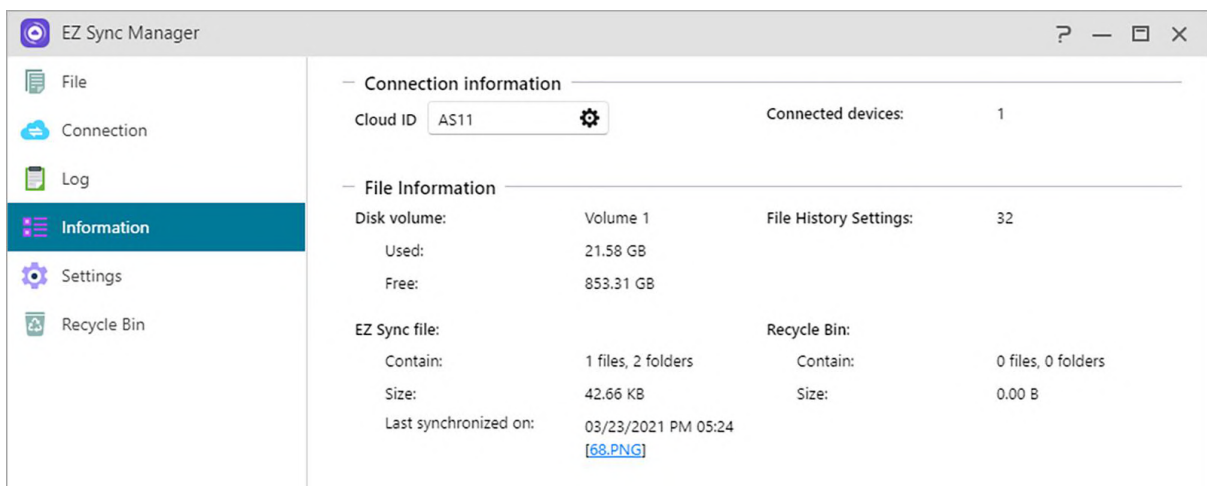 EZ Sync Manager
File
Connection
Log
Information
Settings
Recycle Bin
Connection information
Cloud ID AS11 Connected devices: 1
File Information
Disk volume: Volume 1 File History Settings: 32
Used: 21.58 GB
Free: 853.31 GB
EZ Sync file: Recycle Bin:
Contain: 1 files, 2 folders Contain: 0 files, 0 folders
Size: 42.66 KB Size: 0.00 B
Last synchronized on: 03/23/2021 PM 05:24
[68.PNG]